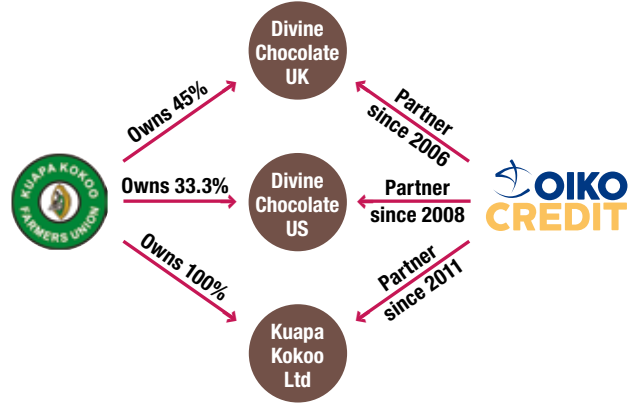 Divine
Chocolate
UK
Owns 45%
Partner
since 2006
KUAPA KOKOO
FARMERS UNION
Owns 33.3%
Divine
Chocolate
US
Partner
since 2008
OIKO
CREDIT
Owns 100%
Partner
since 2011
Kuapa
Kokoo
Ltd